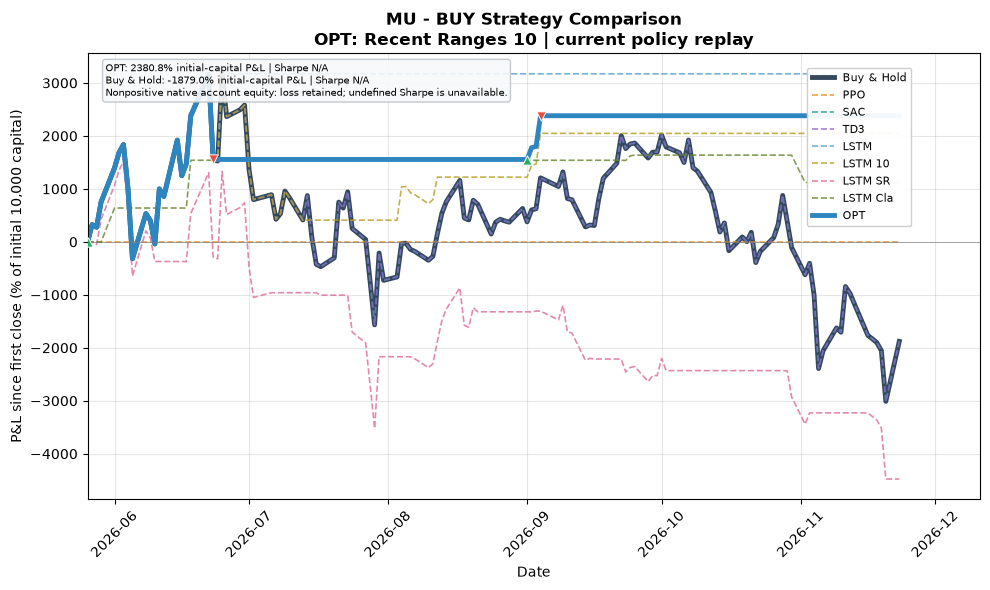 MU - BUY Strategy Comparison
OPT: Recent Ranges 10 | current policy replay
OPT: 2380.8% initial-capital P&L | Sharpe N/A
Buy & Hold: -1879.0% initial-capital P&L | Sharpe N/A
Nonpositive native account equity: loss retained; undefined Sharpe is unavailable.
Buy & Hold
PPO
SAC
TD3
LSTM
LSTM 10
LSTM SR
LSTM Cla
OPT
P&L since first close (% of initial 10,000 capital)
3000
2000
1000
0
−1000
−2000
−3000
−4000
2026-06
2026-07
2026-08
2026-09
2026-10
2026-11
2026-12
Date